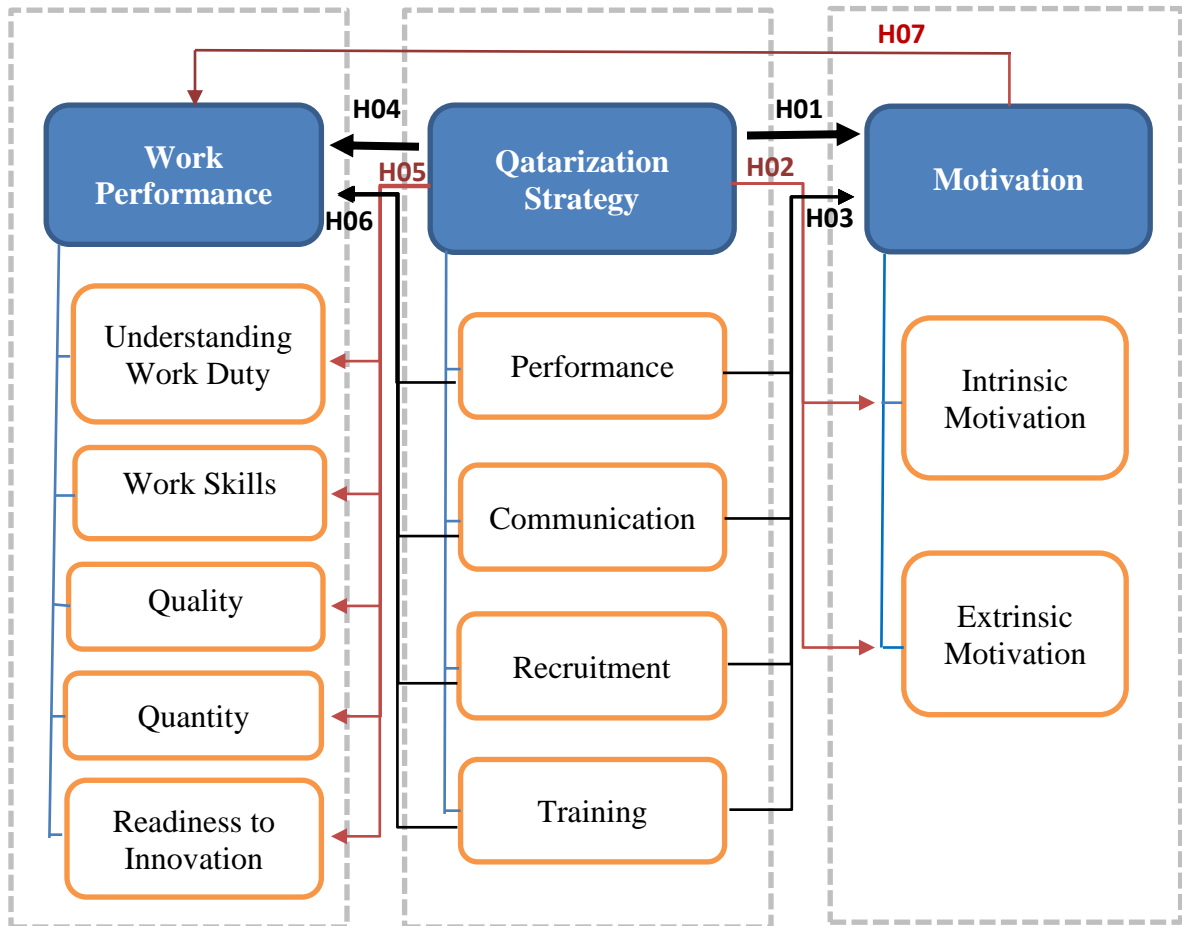 H07
H04
H01
Work
Performance
Qatarization
Strategy
Motivation
H05
H02
H06
H03
Understanding
Work Duty
Work Skills
Quality
Quantity
Readiness to
Innovation
Performance
Communication
Recruitment
Training
Intrinsic
Motivation
Extrinsic
Motivation